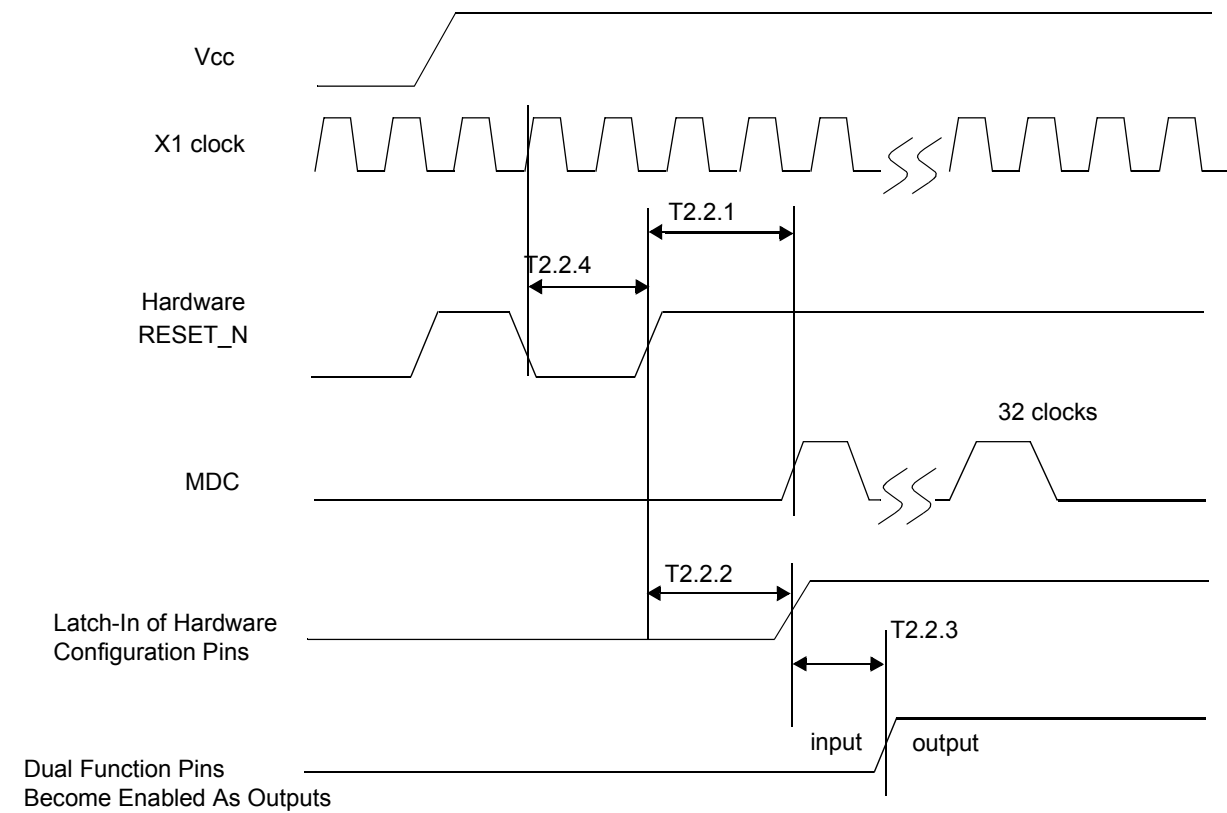 Vcc
X1 clock
T2.2.1
T2.2.4
Hardware
RESET_N
32 clocks
MDC
T2.2.2
Latch-In of Hardware
Configuration Pins
T2.2.3
input
output
Dual Function Pins
Become Enabled As Outputs